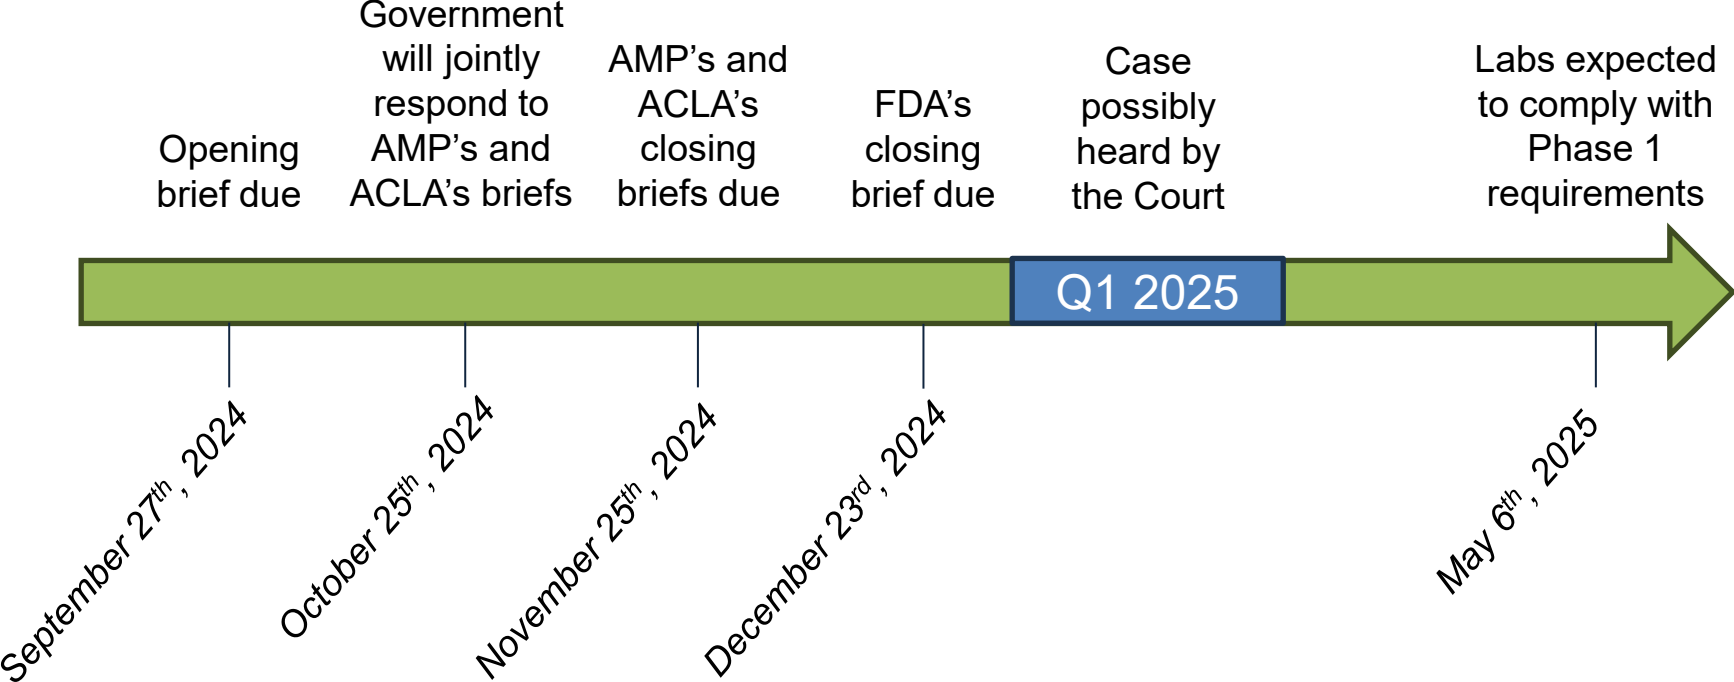 Opening
brief due
Government
will jointly
respond to
AMP’s and
ACLA’s briefs
AMP’s and
ACLA’s
closing
briefs due
FDA’s
closing
brief due
Case
possibly
heard by
the Court
Labs expected
to comply with
Phase 1
requirements
Q1 2025
September 27th, 2024
October 25th, 2024
November 25th, 2024
December 23rd, 2024
May 6th, 2025